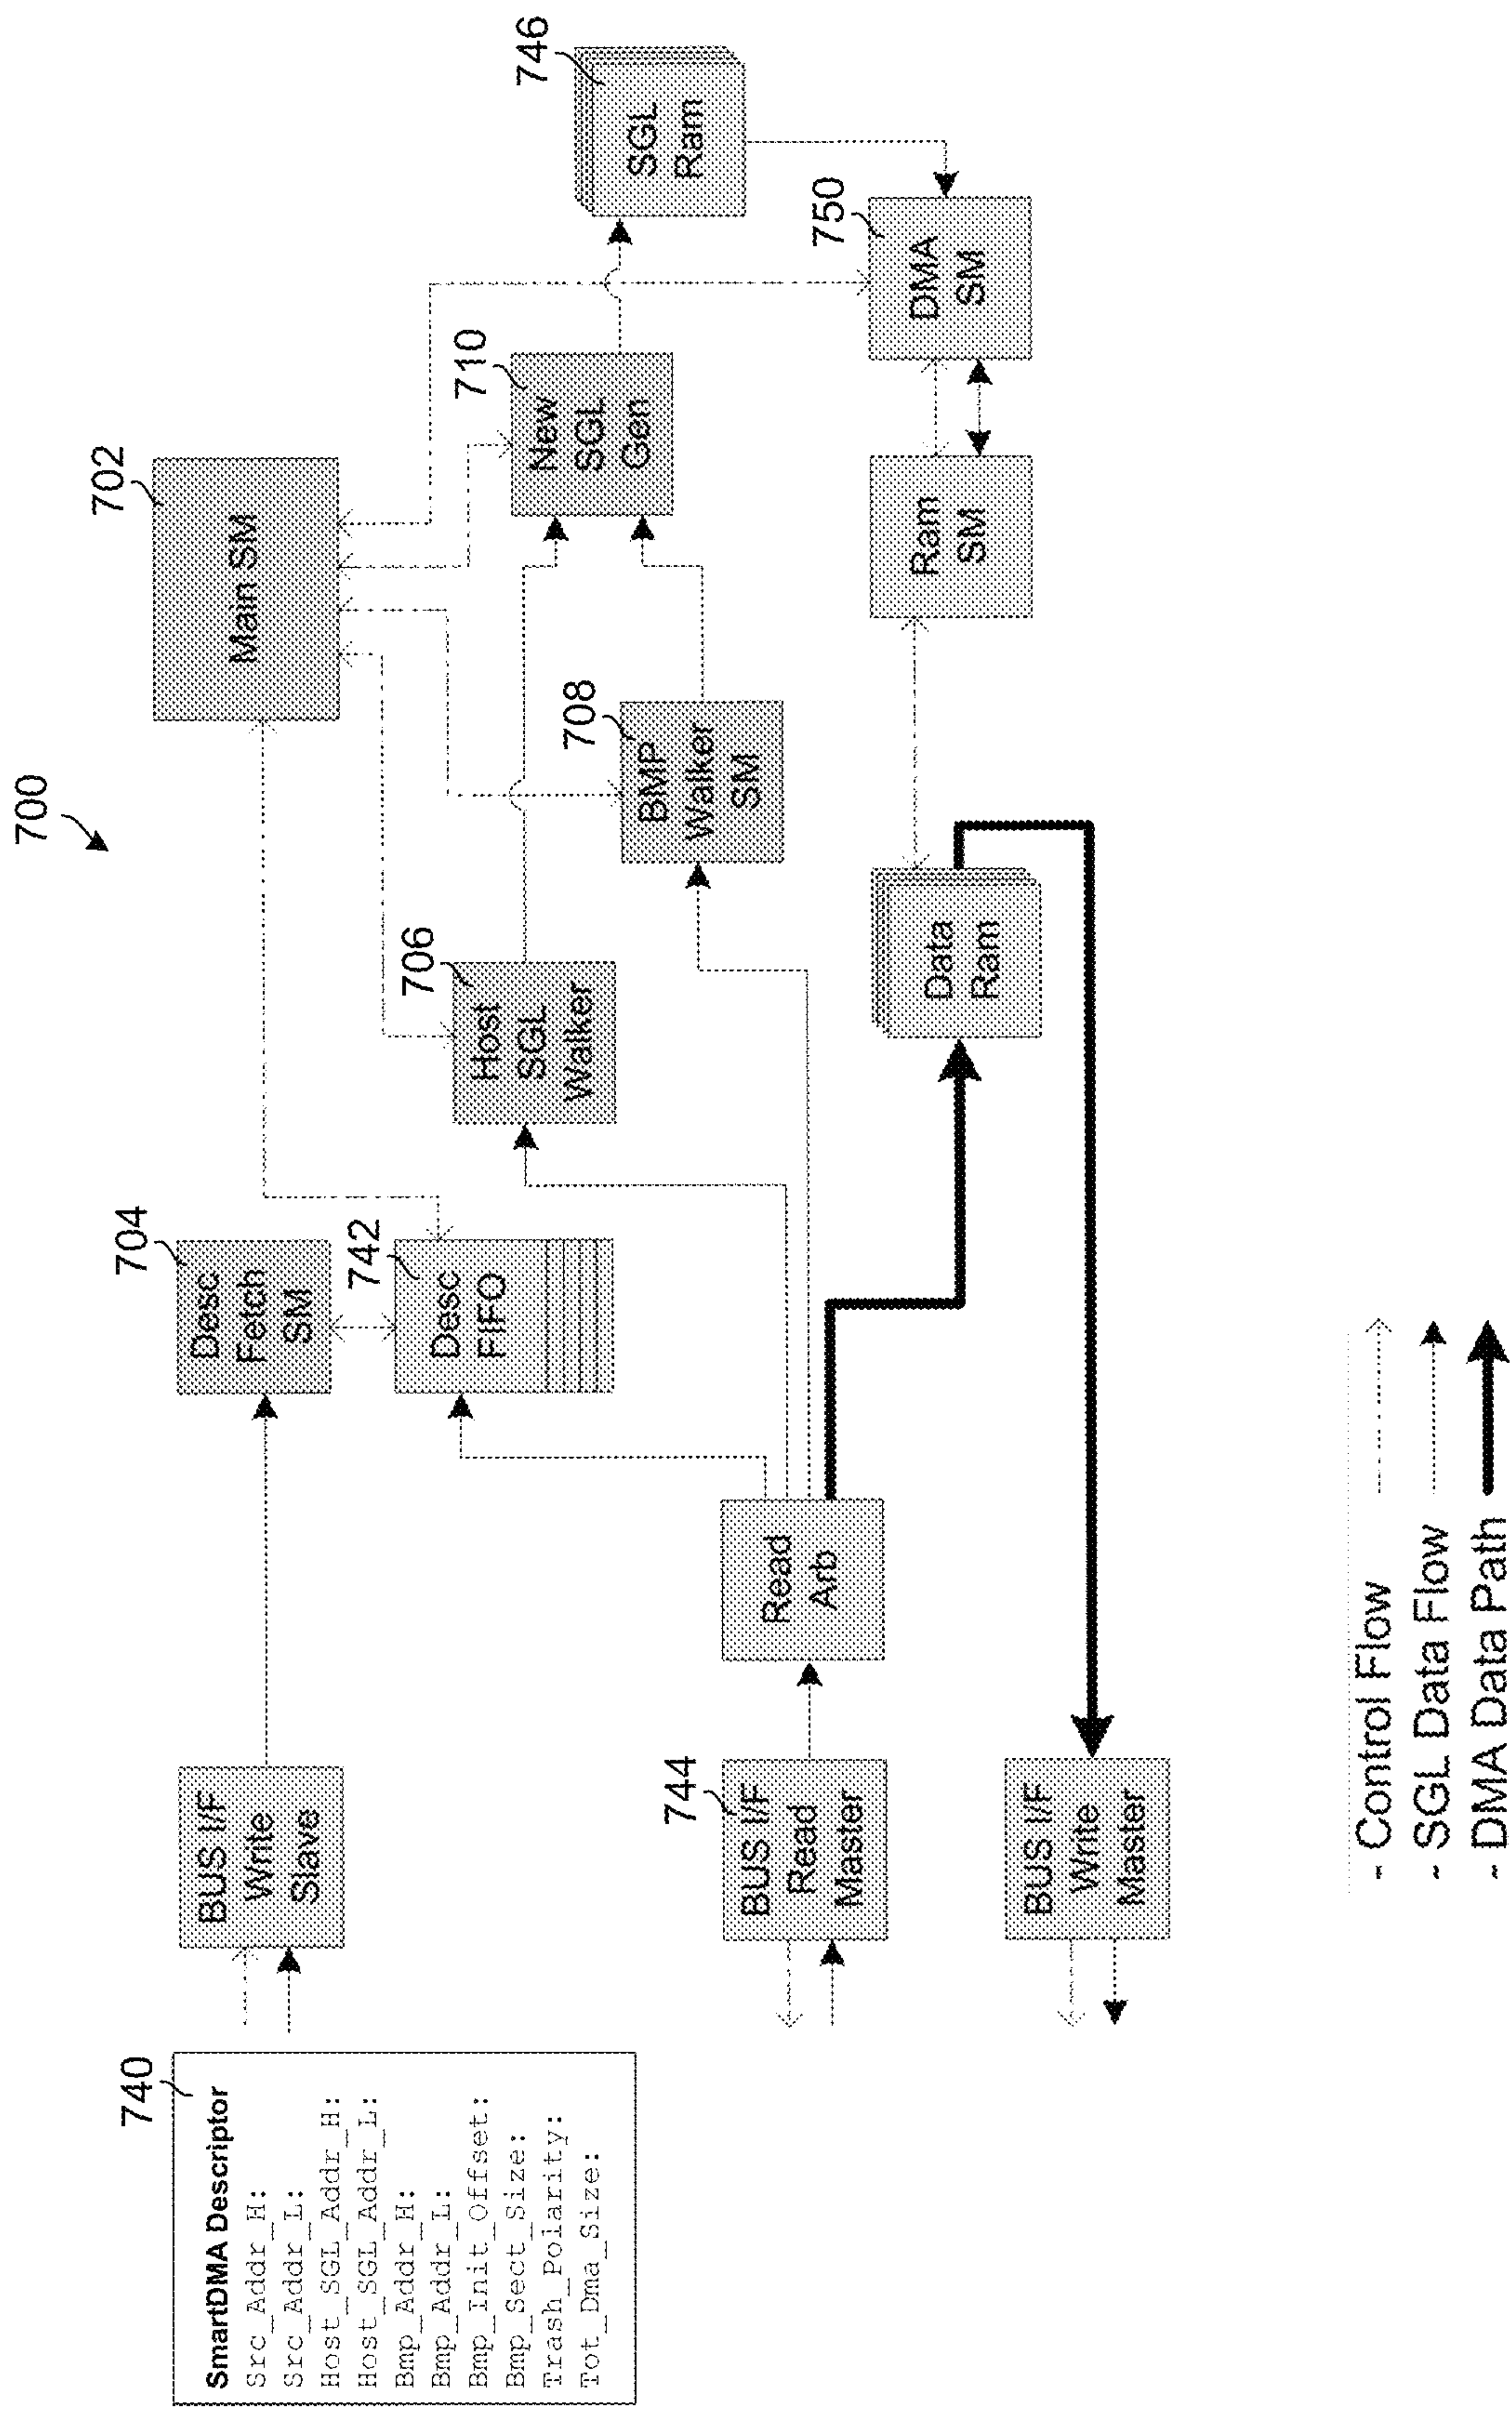 700
SmartDMA Descriptor
Src_Addr_H:
Src_Addr_L:
Host_SGL_Addr_H:
Host_SGL_Addr_L:
Bmp_Addr_H:
Bmp_Addr_L:
Bmp_Init_Offset:
Bmp_Sect_Size:
Trash_Polarity:
Tot_Dma_Size:
740
BUS I/F
Write
Slave
704
Desc
Fetch
SM
702
Main SM
742
Desc
FIFO
706
Host
SGL
Walker
710
New
SGL
Gen
746
SGL
Ram
708
BMP
Walker
SM
744
BUS I/F
Read
Master
Read
Arb
Data
Ram
Ram
SM
750
DMA
SM
BUS I/F
Write
Master
- Control Flow
- SGL Data Flow
- DMA Data Path